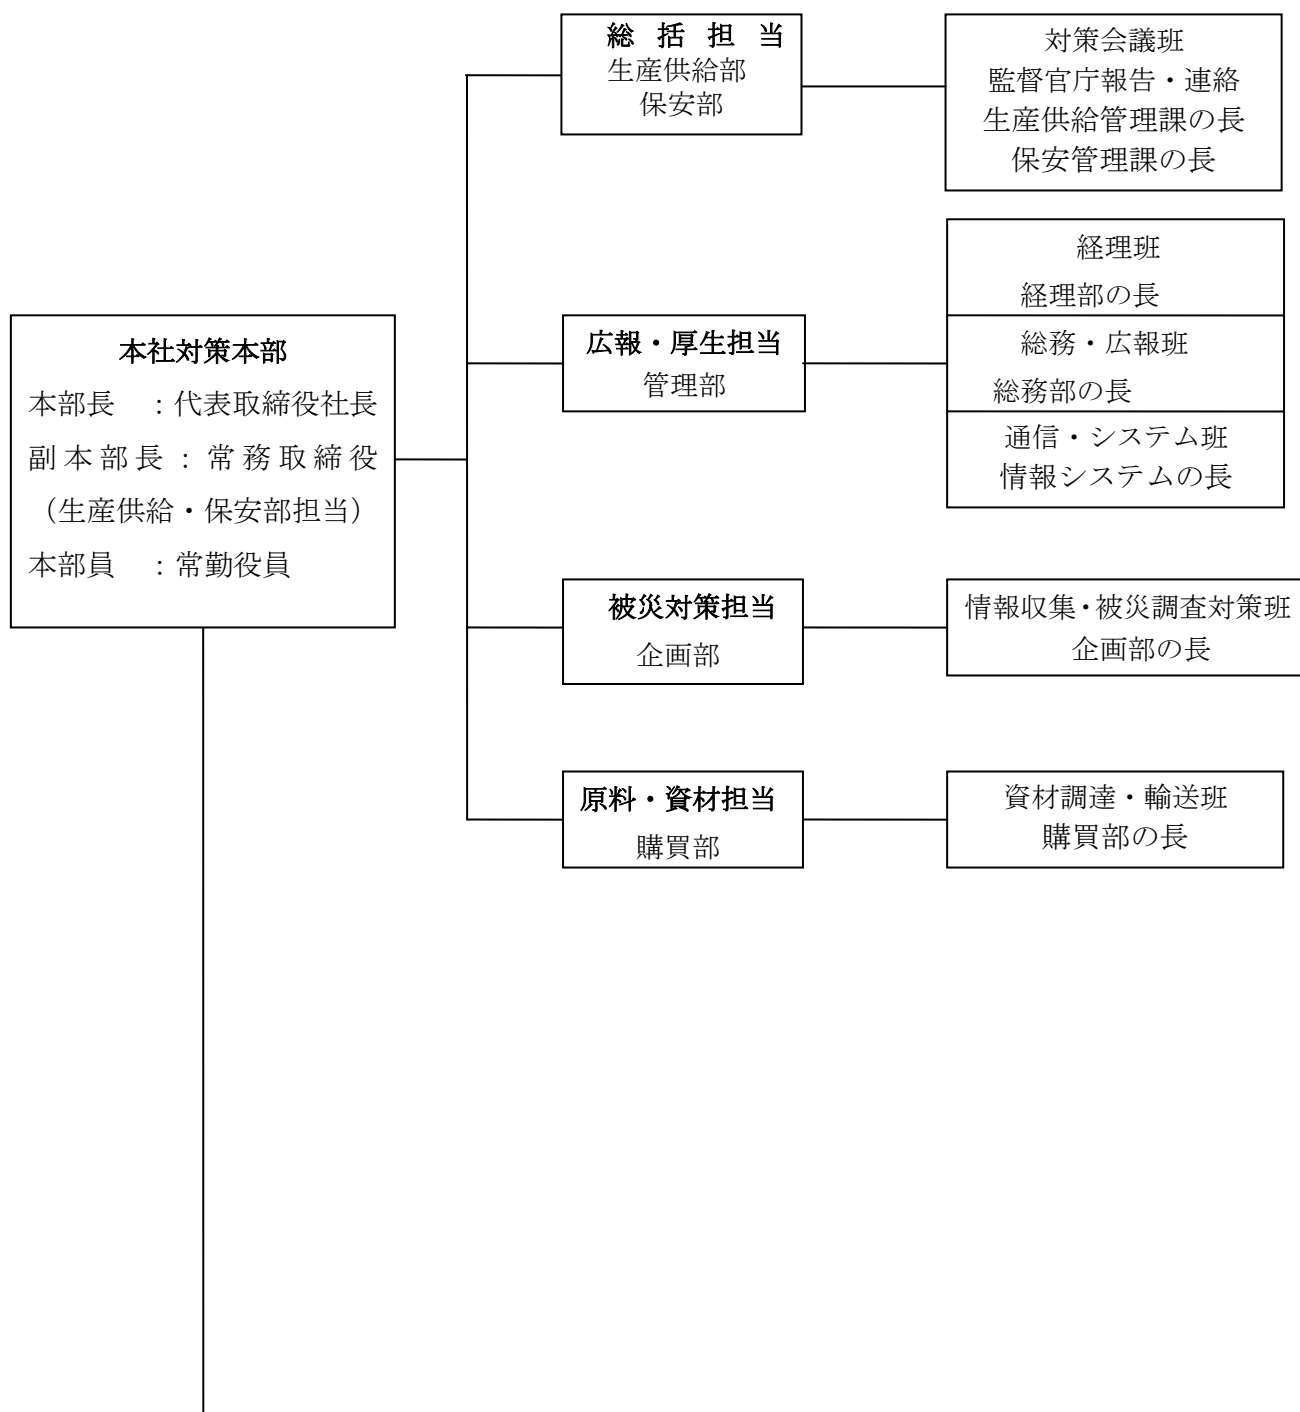 本社対策本部
本部長 ：代表取締役社長
副本部長：常務取締役
（生産供給・保安部担当）
本部員 ：常勤役員
総括担当
生産供給部
保安部
対策会議班
監督官庁報告・連絡
生産供給管理課の長
保安管理課の長
広報・厚生担当
管理部
経理班
経理部の長
総務・広報班
総務部の長
通信・システム班
情報システムの長
被災対策担当
企画部
情報収集・被災調査対策班
企画部の長
原料・資材担当
購買部
資材調達・輸送班
購買部の長